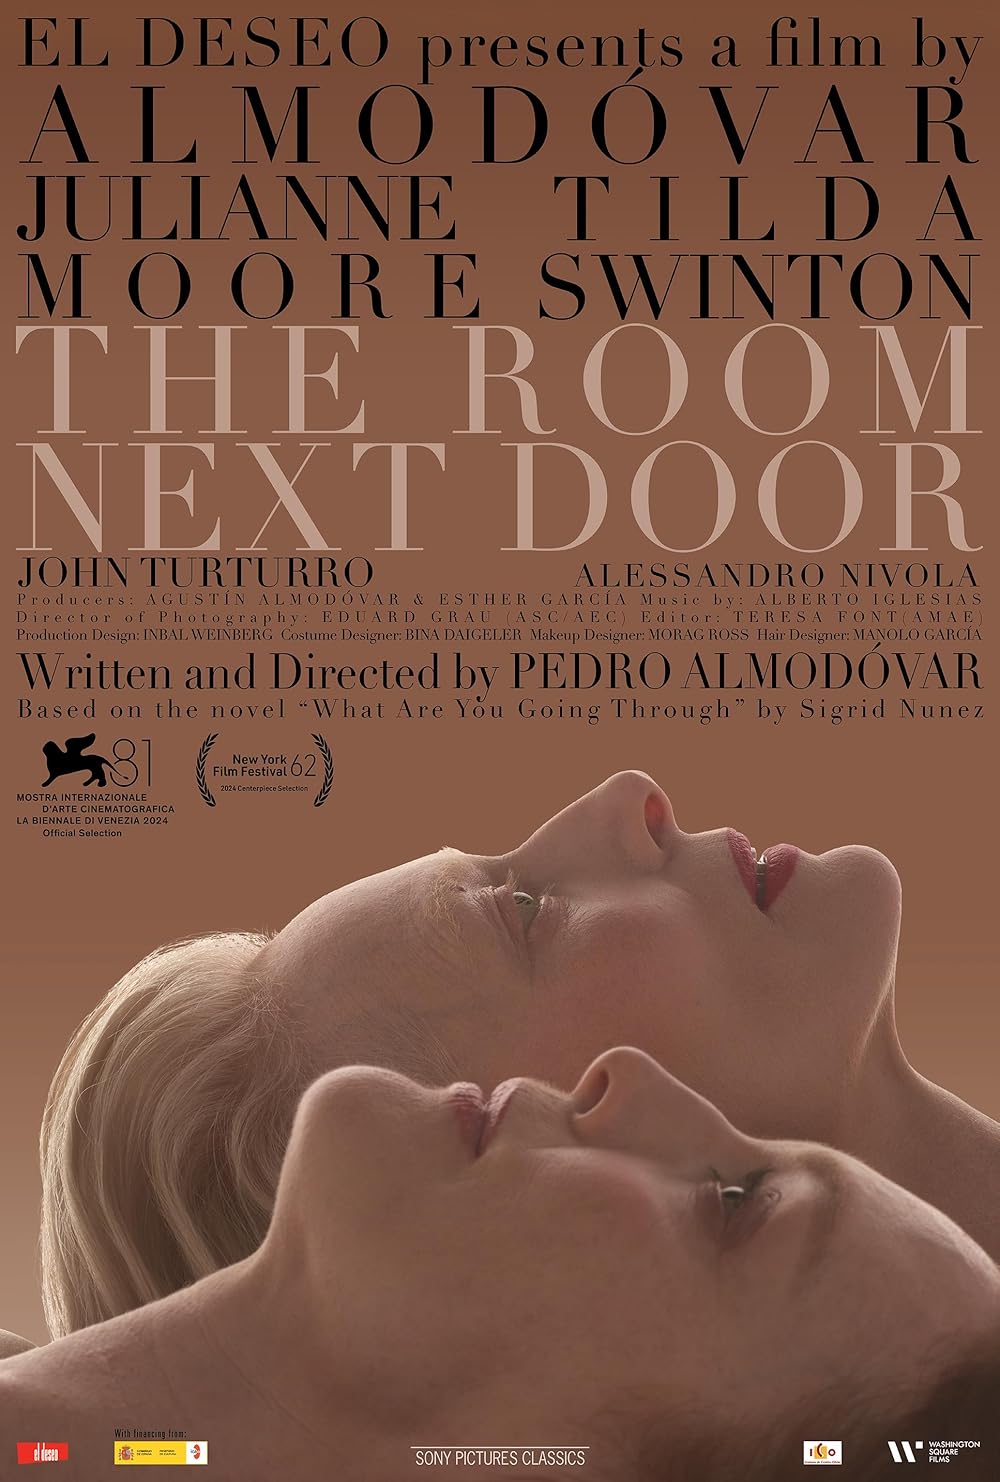 EL DESEO presents a film by
ALMODÓVAR
JULIANNE TILDA
MOORE SWINTON
THE ROOM
NEXT DOOR
JOHN TURTURRO ALESSANDRO NIVOLA
Producers: AGUSTÍN ALMODÓVAR & ESTHER GARCÍA Music by: ALBERTO IGLESIAS
Director of Photography: EDUARD GRAU (ASC/AEC) Editor: TERESA FONT(AMAE)
Production Design: INBAL WEINBERG Costume Designer: BINA DAIGELER Makeup Designer: MORAG ROSS Hair Designer: MANOLO GARCÍA
Written and Directed by PEDRO ALMODÓVAR
Based on the novel “What Are You Going Through” by Sigrid Nunez
81
MOSTRA INTERNAZIONALE
D'ARTE CINEMATOGRAFICA
LA BIENNALE DI VENEZIA 2024
Official Selection
New York
Film Festival 62
2024 Centerpiece Selection
With financing from:
el deseo
SONY PICTURES CLASSICS
ICO
WASHINGTON
SQUARE
FILMS